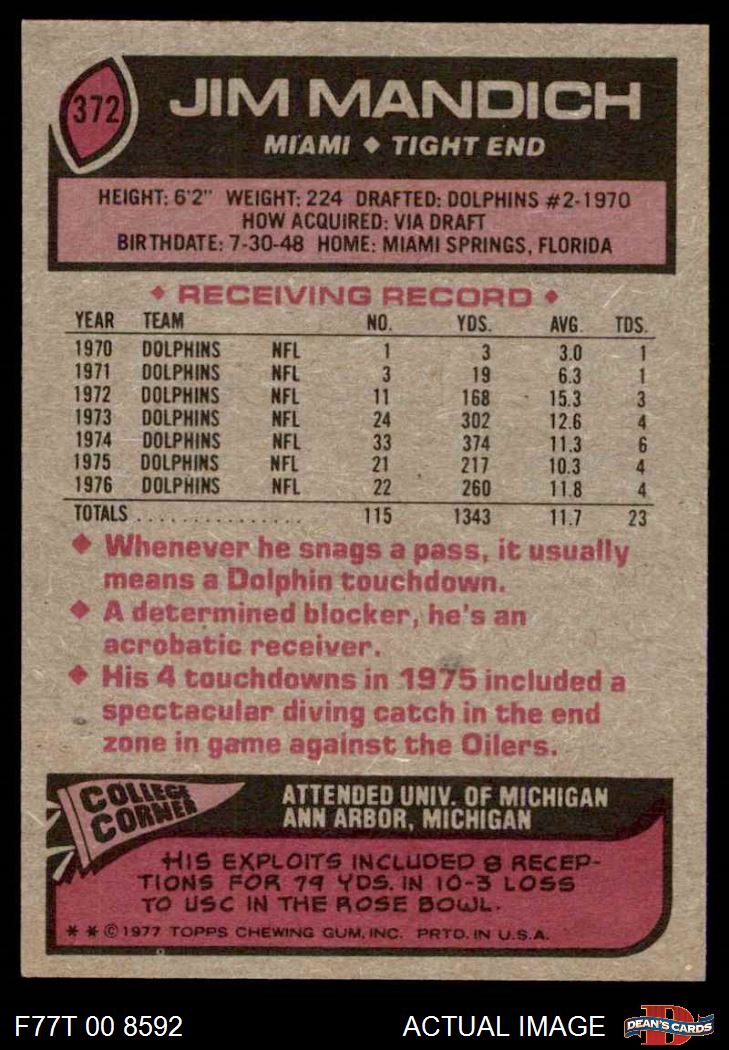 372
JIM MANDICH
MIAMI ◆ TIGHT END
HEIGHT: 6'2" WEIGHT: 224 DRAFTED: DOLPHINS #2-1970
HOW ACQUIRED: VIA DRAFT
BIRTHDATE: 7-30-48 HOME: MIAMI SPRINGS, FLORIDA
◆ RECEIVING RECORD ◆
YEAR TEAM NO. YDS. AVG. TDS.
1970 DOLPHINS NFL 1 3 3.0 1
1971 DOLPHINS NFL 3 19 6.3 1
1972 DOLPHINS NFL 11 168 15.3 3
1973 DOLPHINS NFL 24 302 12.6 4
1974 DOLPHINS NFL 33 374 11.3 6
1975 DOLPHINS NFL 21 217 10.3 4
1976 DOLPHINS NFL 22 260 11.8 4
TOTALS ................ 115 1343 11.7 23
◆ Whenever he snags a pass, it usually
means a Dolphin touchdown.
◆ A determined blocker, he's an
acrobatic receiver.
◆ His 4 touchdowns in 1975 included a
spectacular diving catch in the end
zone in game against the Oilers.
COLLEGE
CORNER
ATTENDED UNIV. OF MICHIGAN
ANN ARBOR, MICHIGAN
HIS EXPLOITS INCLUDED 8 RECEP-
TIONS FOR 79 YDS. IN 10-3 LOSS
TO USC IN THE ROSE BOWL.
* * © 1977 TOPPS CHEWING GUM, INC. PRTD. IN U.S.A.
F77T 00 8592
ACTUAL IMAGE
D
DEAN'S CARDS